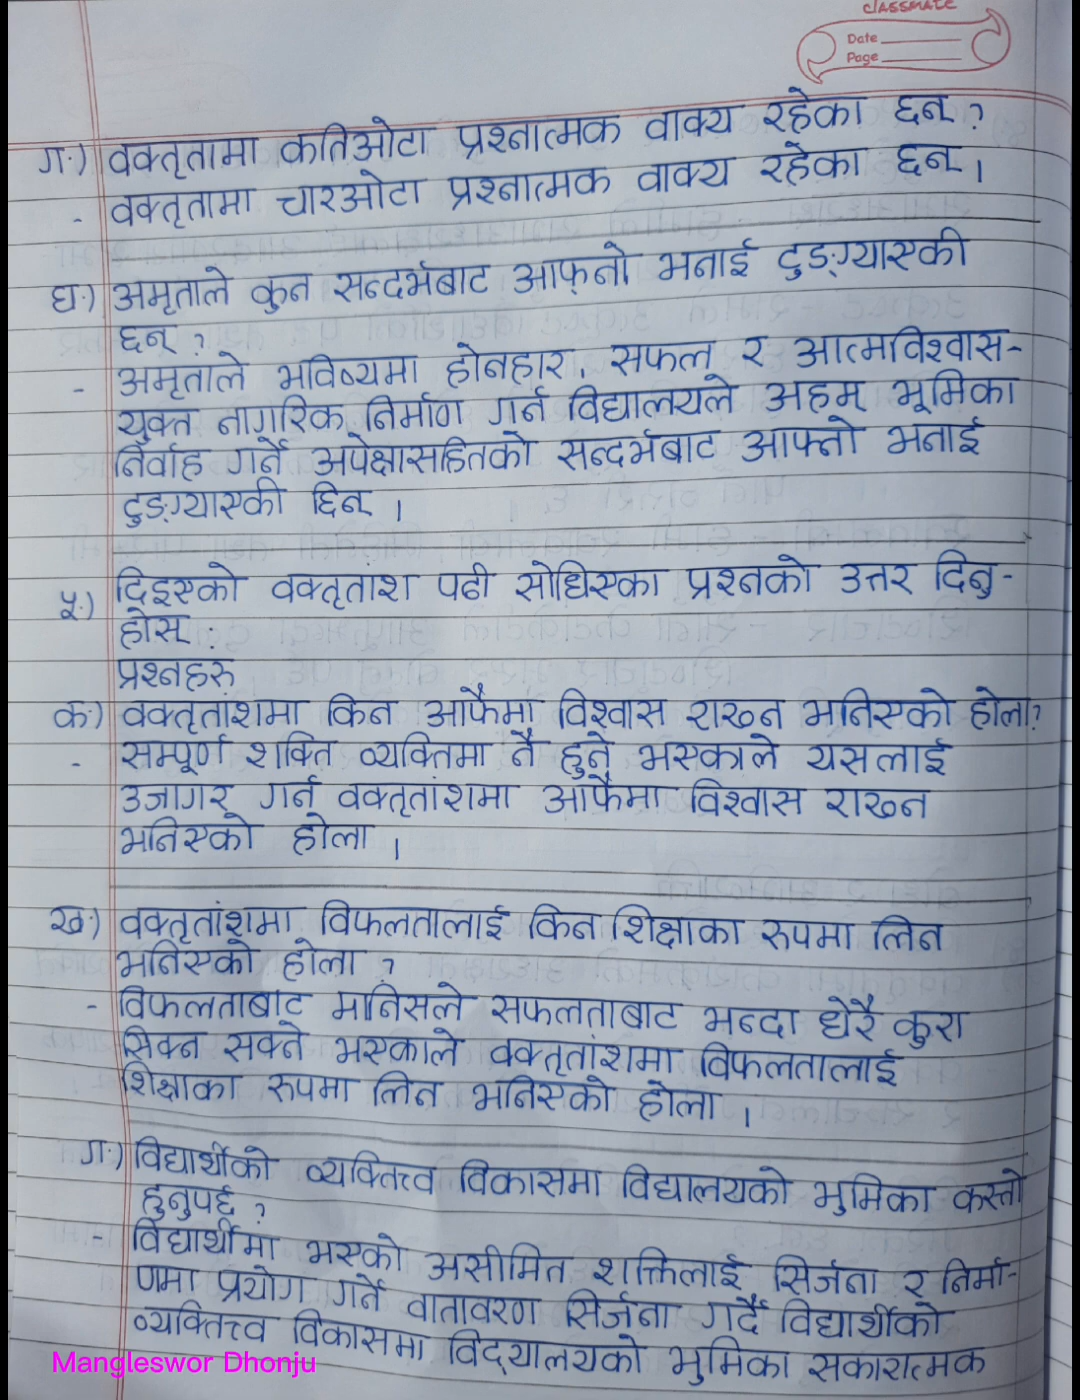 classmate
Date
Page
ग.) वक्तृतामा कतिओटा प्रश्नात्मक वाक्य रहेका छन् ?
- वक्तृतामा चारओटा प्रश्नात्मक वाक्य रहेका छन् ।
घ.) अमृताले कुन सन्दर्भबाट आफ्नो भनाई टुङ्ग्याएकी
छन् ?
- अमृताले भविष्यमा होनहार, सफल र आत्मविश्वास-
युक्त नागरिक निर्माण गर्न विद्यालयले अहम् भूमिका
निर्वाह गर्ने अपेक्षासहितको सन्दर्भबाट आफ्नो भनाई
टुङ्ग्याएकी छिन् ।
५.) दिइएको वक्तृतांश पढी सोधिएका प्रश्नको उत्तर दिनु-
होस् :
प्रश्नहरु
क.) वक्तृतांशमा किन आफैंमा विश्वास राख्न भनिएको होला?
- सम्पूर्ण शक्ति व्यक्तिमा नै हुने भएकाले यसलाई
उजागर गर्न वक्तृतांशमा आफैंमा विश्वास राख्न
भनिएको होला ।
ख.) वक्तृतांशमा विफलतालाई किन शिक्षाका रुपमा लिन
भनिएको होला ?
- विफलताबाट मानिसले सफलताबाट भन्दा धेरै कुरा
सिक्न सक्ने भएकाले वक्तृतांशमा विफलतालाई
शिक्षाका रुपमा लिन भनिएको होला ।
ग.) विद्यार्थीको व्यक्तित्त्व विकासमा विद्यालयको भुमिका कस्तो
हुनुपर्छ ?
- विद्यार्थीमा भएको असीमित शक्तिलाई सिर्जना र निर्मा-
णमा प्रयोग गर्ने वातावरण सिर्जना गर्दै विद्यार्थीको
व्यक्तित्त्व विकासमा विद्यालयको भुमिका सकारात्मक
Mangleswor Dhonju